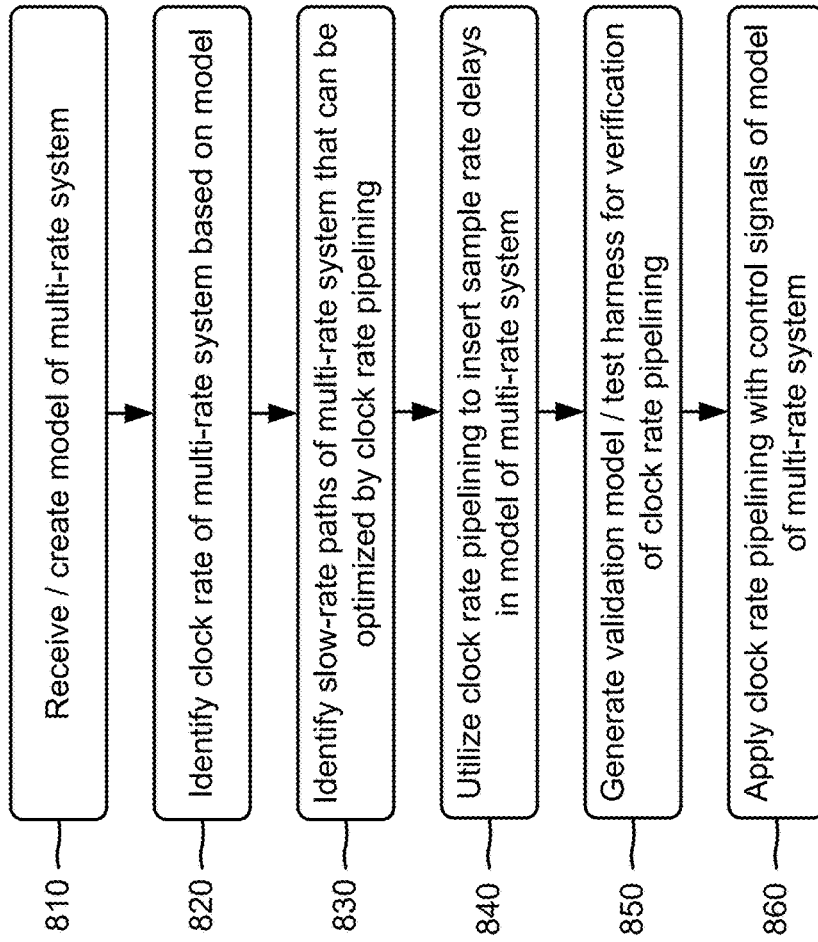 810
Receive / create model of multi-rate system
820
Identify clock rate of multi-rate system based on model
830
Identify slow-rate paths of multi-rate system that can be
optimized by clock rate pipelining
840
Utilize clock rate pipelining to insert sample rate delays
in model of multi-rate system
850
Generate validation model / test harness for verification
of clock rate pipelining
860
Apply clock rate pipelining with control signals of model
of multi-rate system